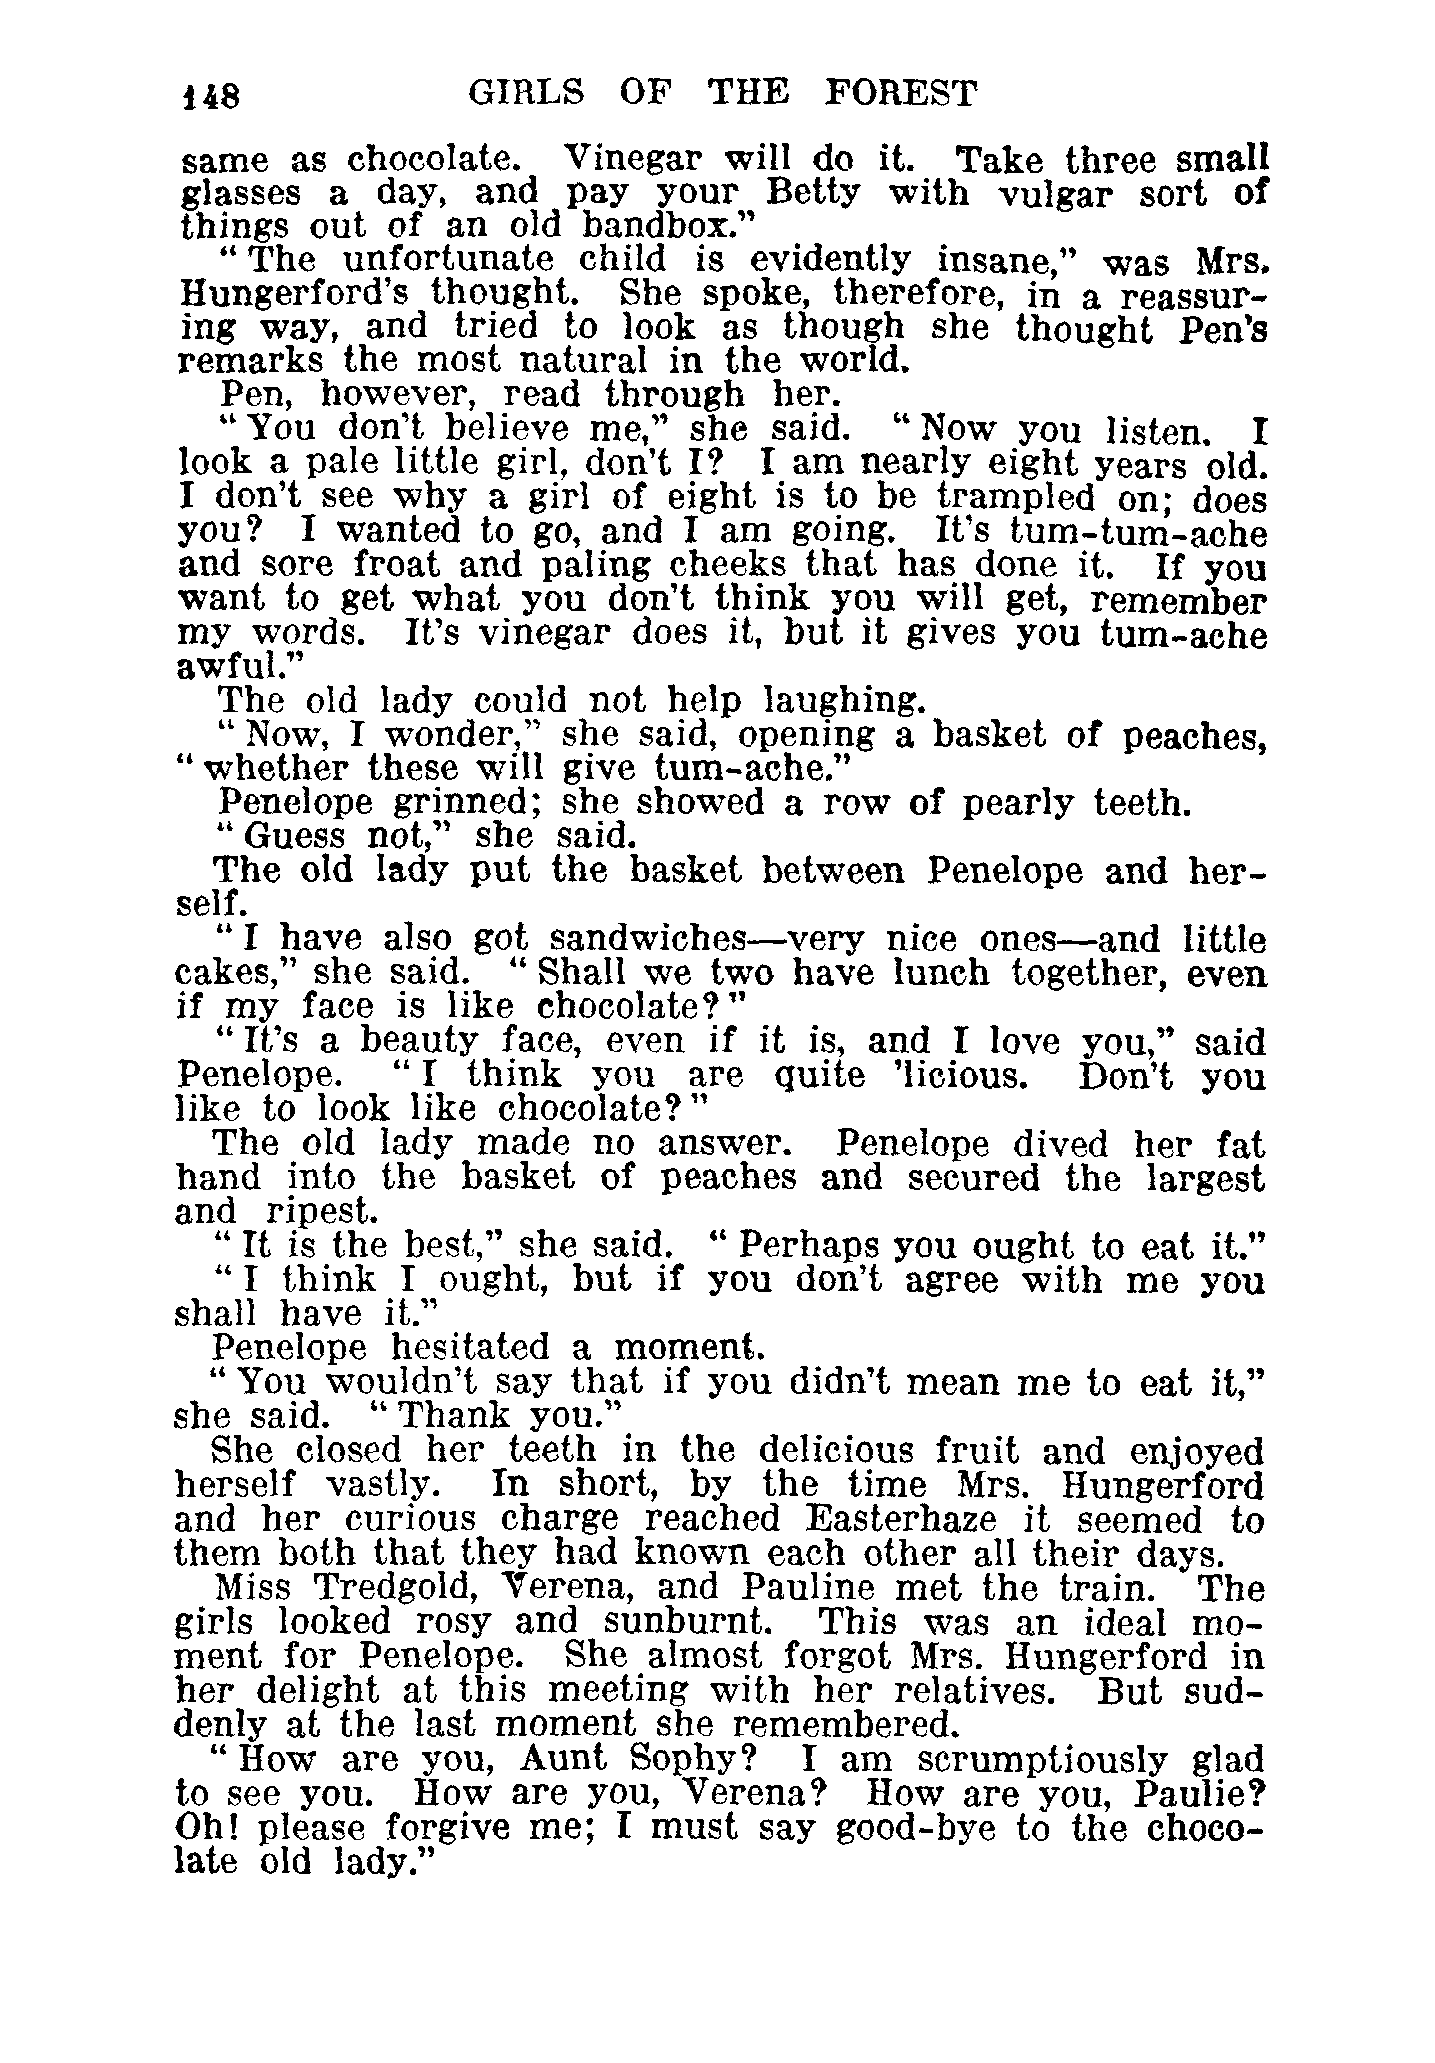 148 GIRLS OF THE FOREST
same as chocolate. Vinegar will do it. Take three small
glasses a day, and pay your Betty with vulgar sort of
things out of an old bandbox."
"The unfortunate child is evidently insane," was Mrs.
Hungerford's thought. She spoke, therefore, in a reassur-
ing way, and tried to look as though she thought Pen's
remarks the most natural in the world.
Pen, however, read through her.
"You don't believe me," she said. "Now you listen. I
look a pale little girl, don't I? I am nearly eight years old.
I don't see why a girl of eight is to be trampled on; does
you? I wanted to go, and I am going. It's tum-tum-ache
and sore froat and paling cheeks that has done it. If you
want to get what you don't think you will get, remember
my words. It's vinegar does it, but it gives you tum-ache
awful."
The old lady could not help laughing.
"Now, I wonder," she said, opening a basket of peaches,
"whether these will give tum-ache."
Penelope grinned; she showed a row of pearly teeth.
"Guess not," she said.
The old lady put the basket between Penelope and her-
self.
"I have also got sandwiches—very nice ones—and little
cakes," she said. "Shall we two have lunch together, even
if my face is like chocolate?"
"It's a beauty face, even if it is, and I love you," said
Penelope. "I think you are quite 'licious. Don't you
like to look like chocolate?"
The old lady made no answer. Penelope dived her fat
hand into the basket of peaches and secured the largest
and ripest.
"It is the best," she said. "Perhaps you ought to eat it."
"I think I ought, but if you don't agree with me you
shall have it."
Penelope hesitated a moment.
"You wouldn't say that if you didn't mean me to eat it,"
she said. "Thank you."
She closed her teeth in the delicious fruit and enjoyed
herself vastly. In short, by the time Mrs. Hungerford
and her curious charge reached Easterhaze it seemed to
them both that they had known each other all their days.
Miss Tredgold, Verena, and Pauline met the train. The
girls looked rosy and sunburnt. This was an ideal mo-
ment for Penelope. She almost forgot Mrs. Hungerford in
her delight at this meeting with her relatives. But sud-
denly at the last moment she remembered.
"How are you, Aunt Sophy? I am scrumptiously glad
to see you. How are you, Verena? How are you, Paulie?
Oh! please forgive me; I must say good-bye to the choco-
late old lady."